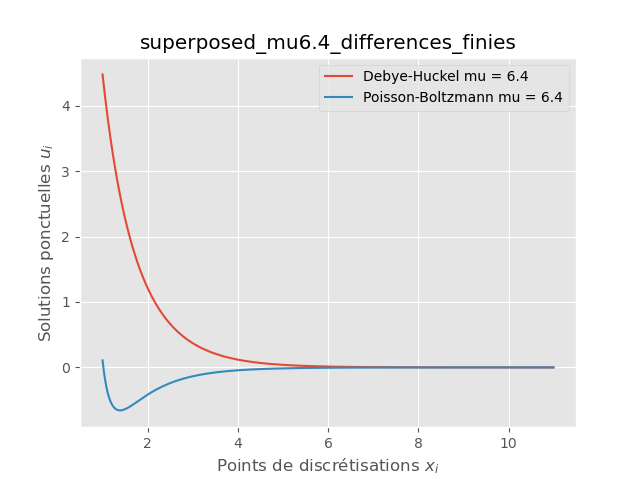 superposed_mu6.4_differences_finies
Debye-Huckel mu = 6.4
Poisson-Boltzmann mu = 6.4
Solutions ponctuelles $u_i$
4
3
2
1
0
2
4
6
8
10
Points de discrétisations $x_i$